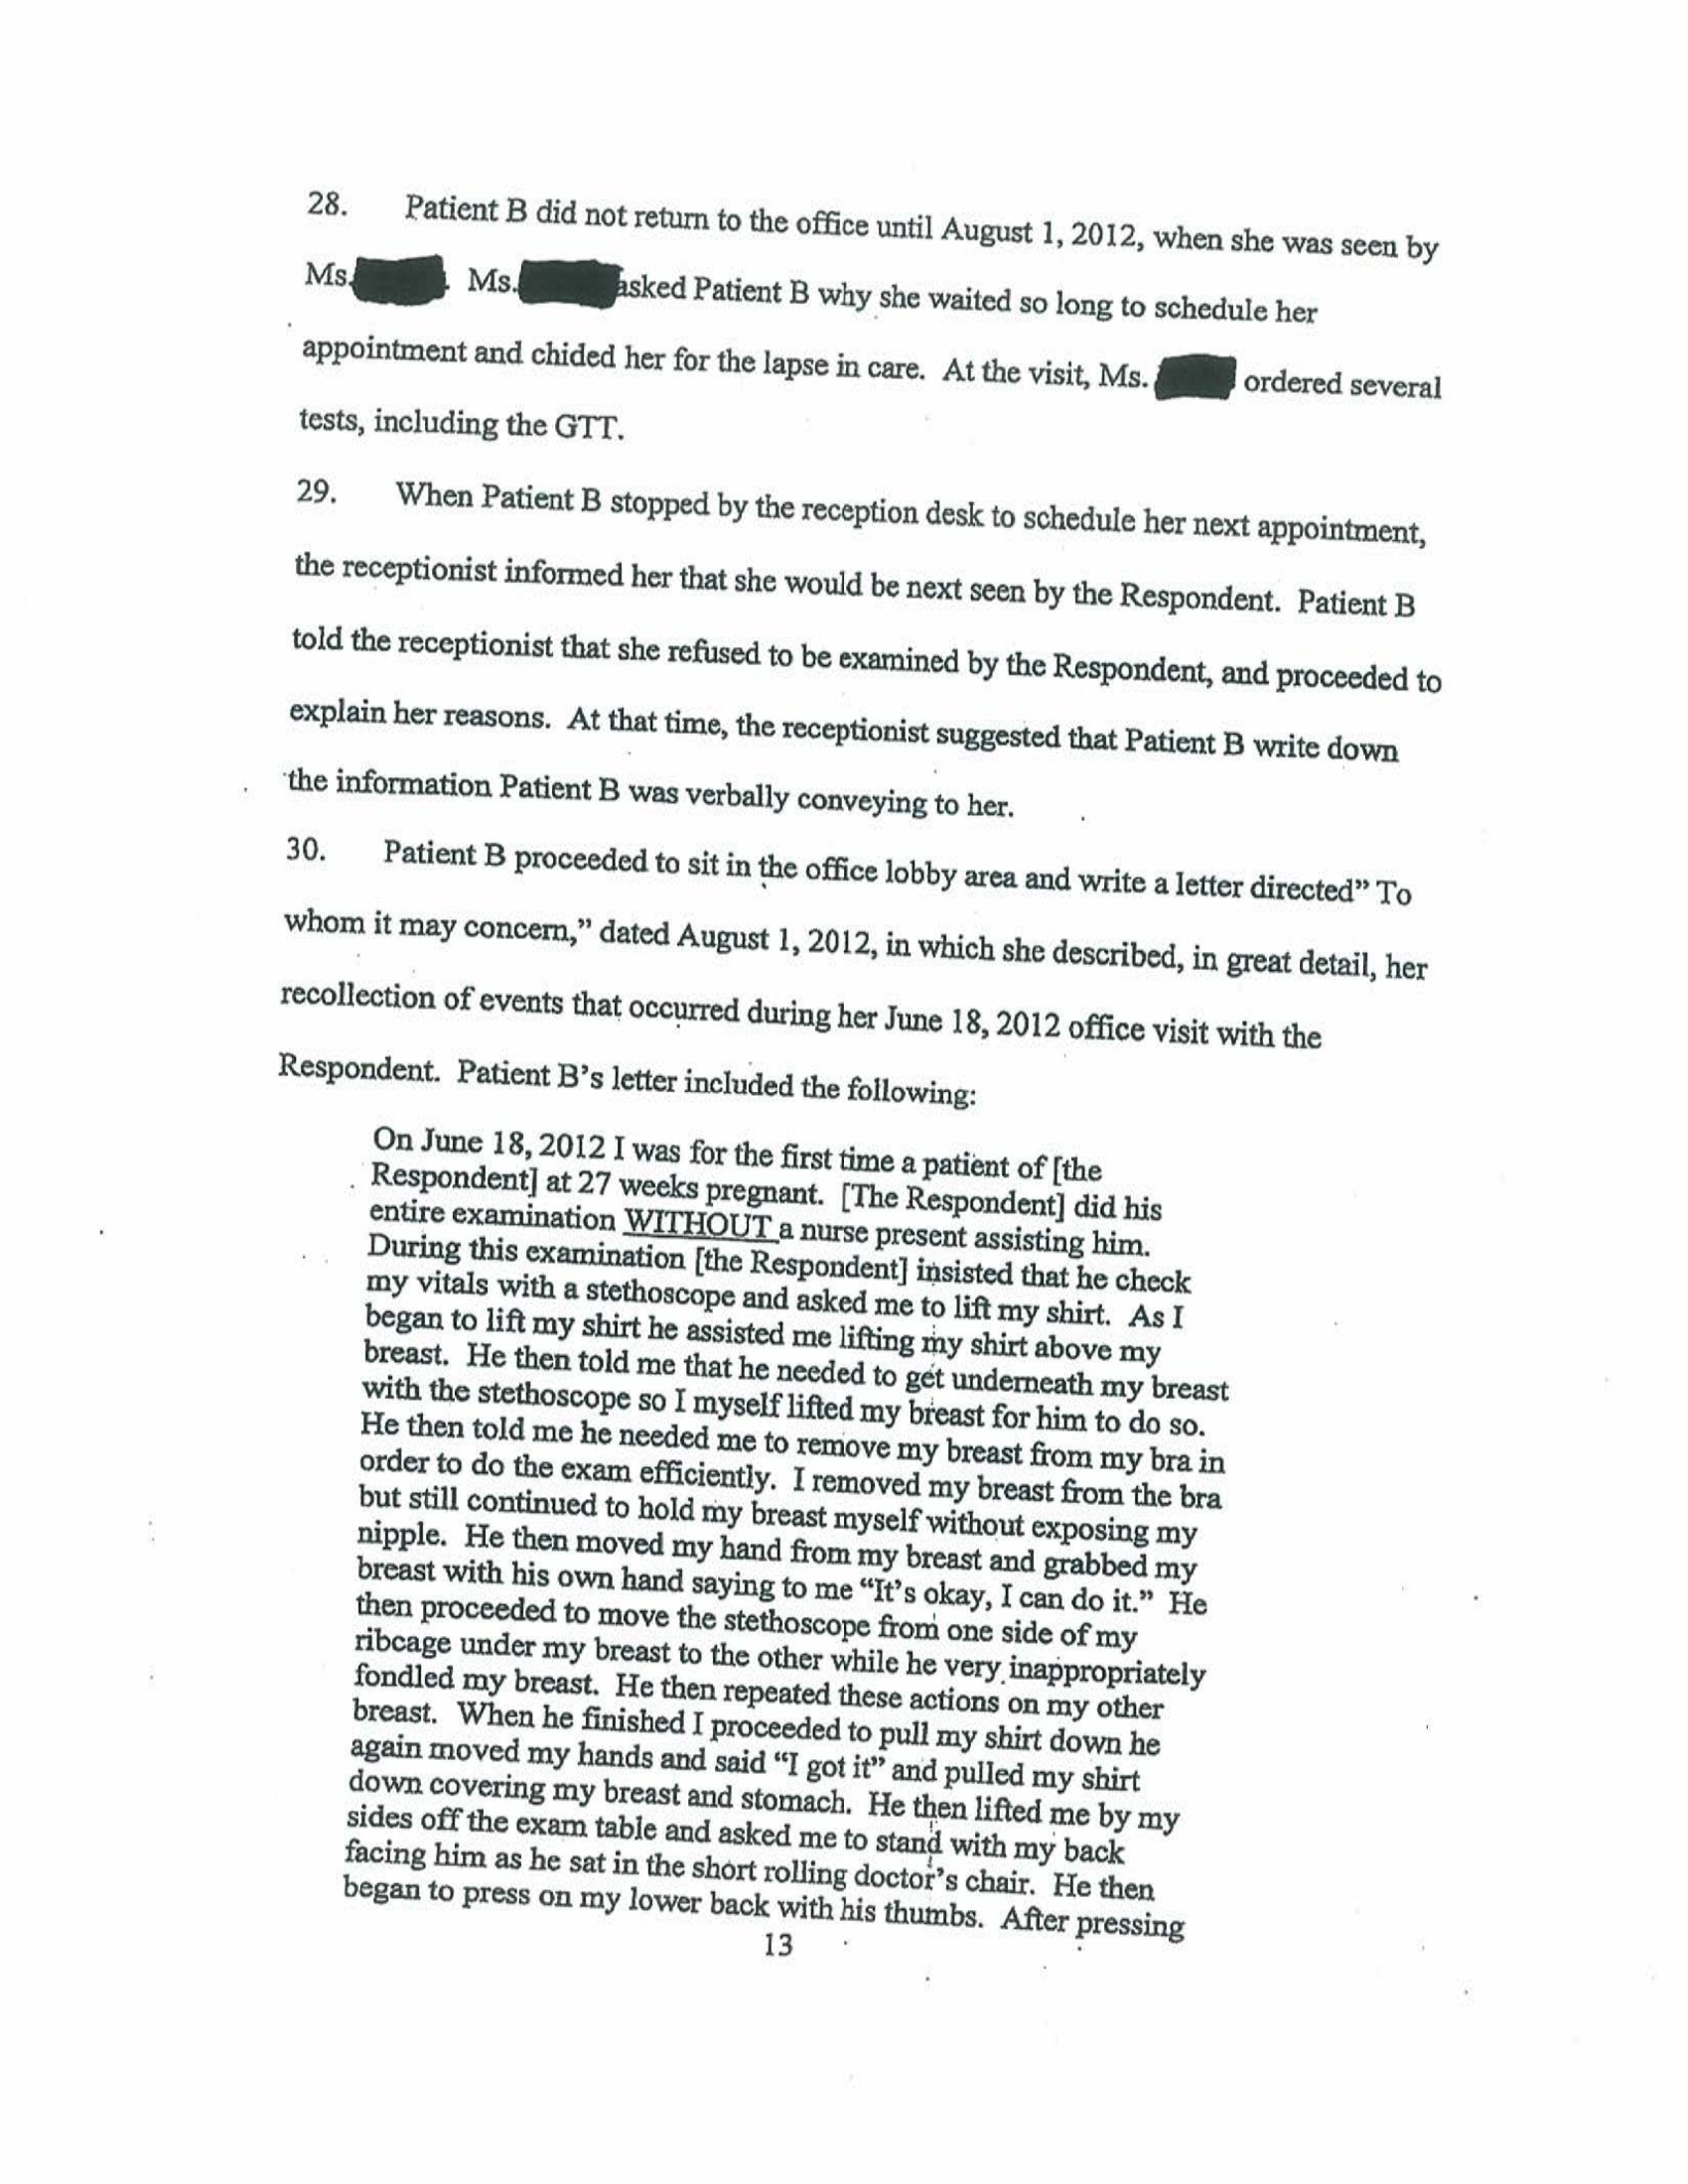 28. Patient B did not return to the office until August 1, 2012, when she was seen by
Ms. Ms. asked Patient B why she waited so long to schedule her
appointment and chided her for the lapse in care. At the visit, Ms. ordered several
tests, including the GTT.
29. When Patient B stopped by the reception desk to schedule her next appointment,
the receptionist informed her that she would be next seen by the Respondent. Patient B
told the receptionist that she refused to be examined by the Respondent, and proceeded to
explain her reasons. At that time, the receptionist suggested that Patient B write down
the information Patient B was verbally conveying to her.
30. Patient B proceeded to sit in the office lobby area and write a letter directed” To
whom it may concern,” dated August 1, 2012, in which she described, in great detail, her
recollection of events that occurred during her June 18, 2012 office visit with the
Respondent. Patient B’s letter included the following:
On June 18, 2012 I was for the first time a patient of [the
Respondent] at 27 weeks pregnant. [The Respondent] did his
entire examination WITHOUT a nurse present assisting him.
During this examination [the Respondent] insisted that he check
my vitals with a stethoscope and asked me to lift my shirt. As I
began to lift my shirt he assisted me lifting my shirt above my
breast. He then told me that he needed to get underneath my breast
with the stethoscope so I myself lifted my breast for him to do so.
He then told me he needed me to remove my breast from my bra in
order to do the exam efficiently. I removed my breast from the bra
but still continued to hold my breast myself without exposing my
nipple. He then moved my hand from my breast and grabbed my
breast with his own hand saying to me “It’s okay, I can do it.” He
then proceeded to move the stethoscope from one side of my
ribcage under my breast to the other while he very inappropriately
fondled my breast. He then repeated these actions on my other
breast. When he finished I proceeded to pull my shirt down he
again moved my hands and said “I got it” and pulled my shirt
down covering my breast and stomach. He then lifted me by my
sides off the exam table and asked me to stand with my back
facing him as he sat in the short rolling doctor’s chair. He then
began to press on my lower back with his thumbs. After pressing
13